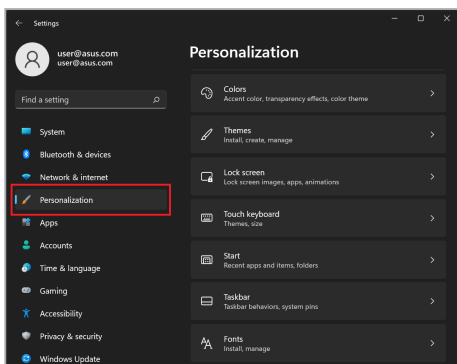 Settings
user@asus.com
user@asus.com
Find a setting
System
Bluetooth & devices
Network & internet
Personalization
Apps
Accounts
Time & language
Gaming
Accessibility
Privacy & security
Windows Update
Personalization
Colors
Accent color, transparency effects, color theme
Themes
Install, create, manage
Lock screen
Lock screen images, apps, animations
Touch keyboard
Themes, size
Start
Recent apps and items, folders
Taskbar
Taskbar behaviors, system pins
Fonts
Install, manage